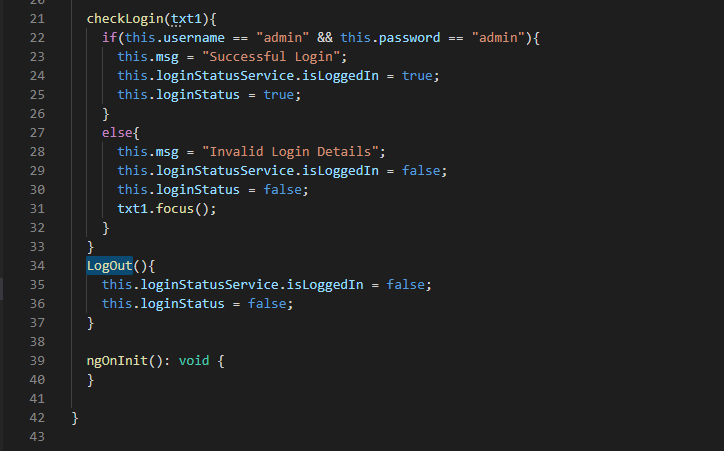 20
21 checkLogin(txt1){
22 if(this.username == "admin" && this.password == "admin"){
23 this.msg = "Successful Login";
24 this.loginStatusService.isLoggedIn = true;
25 this.loginStatus = true;
26 }
27 else{
28 this.msg = "Invalid Login Details";
29 this.loginStatusService.isLoggedIn = false;
30 this.loginStatus = false;
31 txt1.focus();
32 }
33 }
34 LogOut(){
35 this.loginStatusService.isLoggedIn = false;
36 this.loginStatus = false;
37 }
38
39 ngOnInit(): void {
40 }
41
42 }
43